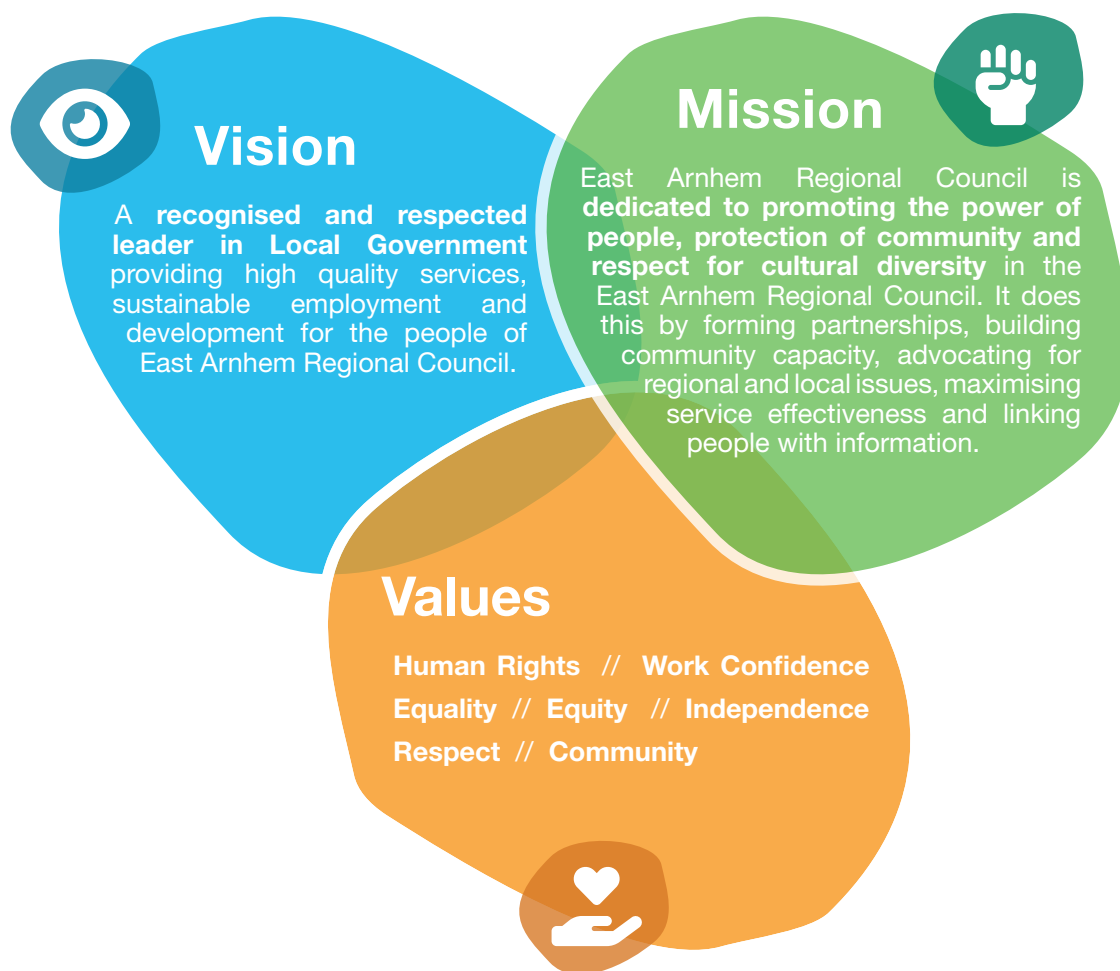 Vision
A recognised and respected
leader in Local Government
providing high quality services,
sustainable employment and
development for the people of
East Arnhem Regional Council.
Mission
East Arnhem Regional Council is
dedicated to promoting the power of
people, protection of community and
respect for cultural diversity in the
East Arnhem Regional Council. It does
this by forming partnerships, building
community capacity, advocating for
regional and local issues, maximising
service effectiveness and linking
people with information.
Values
Human Rights // Work Confidence
Equality // Equity // Independence
Respect // Community